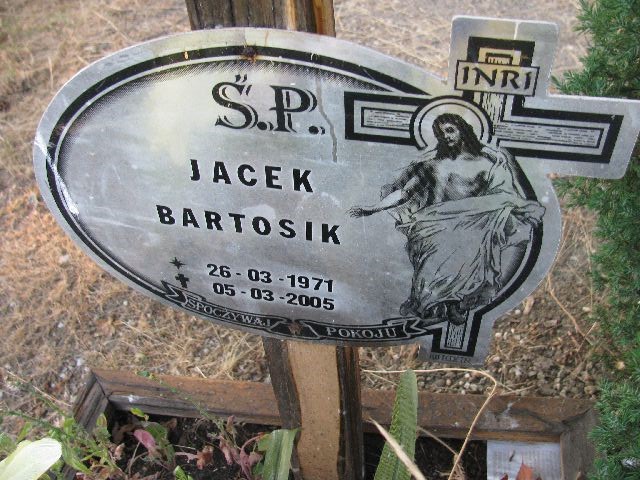 INRI
Ś.P.
JACEK
BARTOSIK
26-03-1971
05-03-2005
SPOCZYWAJ POKOJU